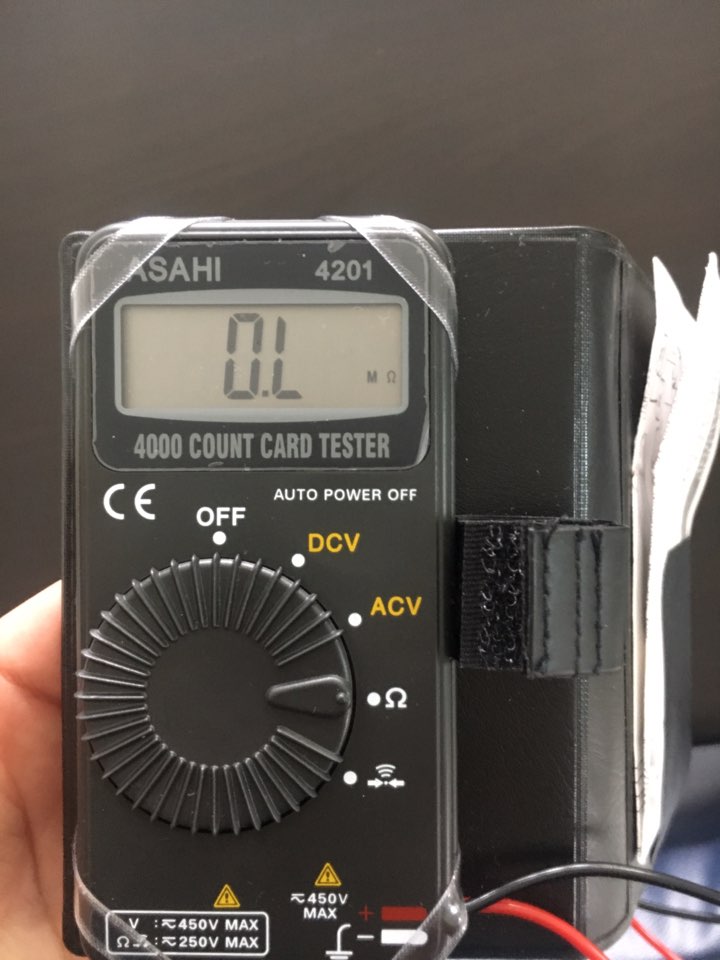 ASAHI 4201
0.L MΩ
4000 COUNT CARD TESTER
CE
AUTO POWER OFF
OFF
DCV
ACV
Ω
⚠ ⚠
V : ⎓450V MAX
Ω : ⎓250V MAX
⎓450V
MAX
+
−